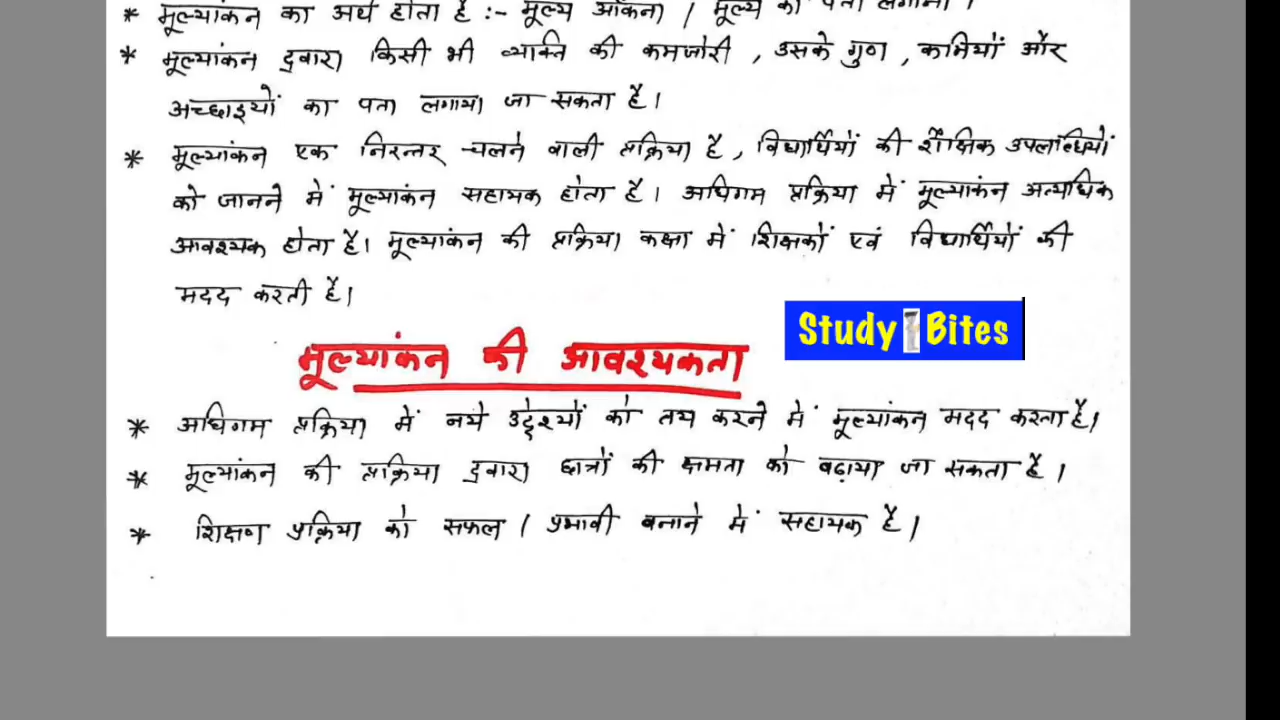 * मूल्यांकन का अर्थ होता है :- मूल्य आँकना / मूल्य का पता लगाना ।
* मूल्यांकन द्वारा किसी भी व्यक्ति की कमजोरी , उसके गुण , कमियों और
अच्छाइयों का पता लगाया जा सकता है।
* मूल्यांकन एक निरन्तर चलने वाली प्रक्रिया है , विद्यार्थियों की शैक्षिक उपलब्धियों
को जानने में मूल्यांकन सहायक होता है। अधिगम प्रक्रिया में मूल्यांकन अत्यधिक
आवश्यक होता है। मूल्यांकन की प्रक्रिया कक्षा में शिक्षकों एवं विद्यार्थियों की
मदद करती है।
Study Bites
मूल्यांकन की आवश्यकता
* अधिगम प्रक्रिया में नये उद्देश्यों को तय करने में मूल्यांकन मदद करता है।
* मूल्यांकन की प्रक्रिया द्वारा छात्रों की क्षमता को बढ़ाया जा सकता है ।
* शिक्षण प्रक्रिया को सफल / प्रभावी बनाने में सहायक है ।